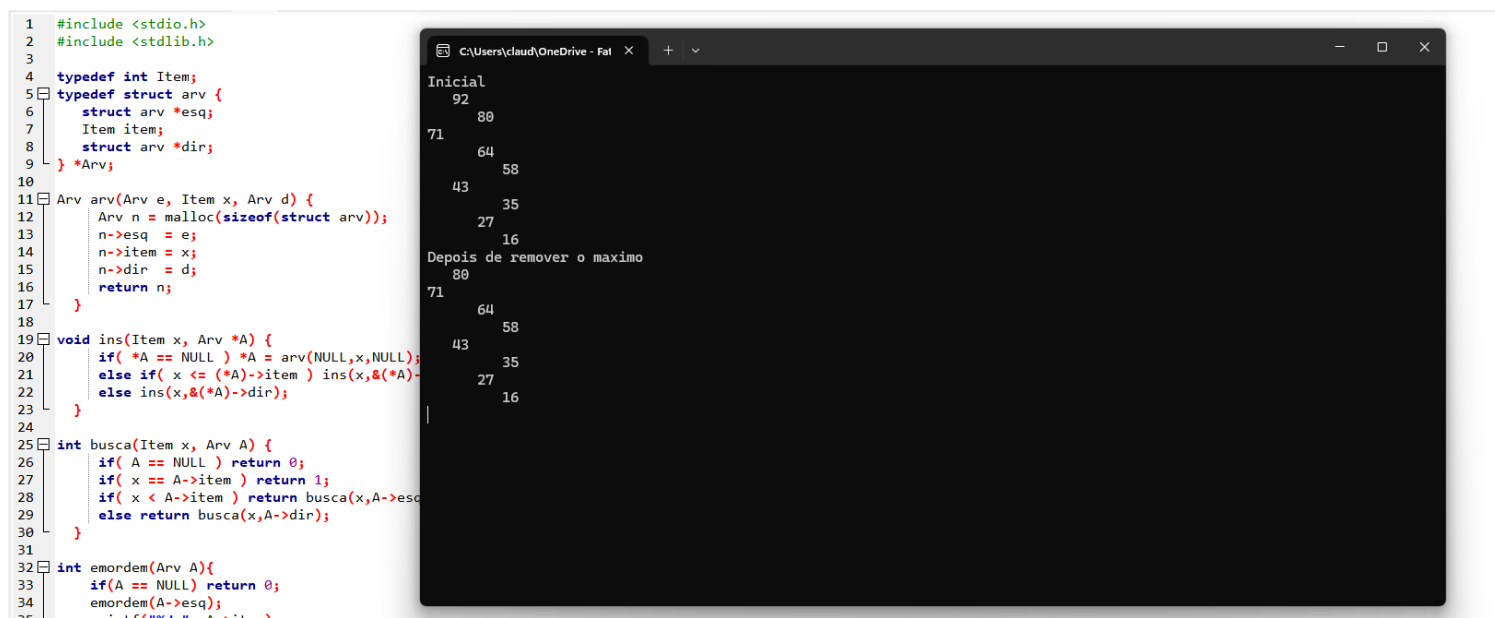 1 #include <stdio.h>
2 #include <stdlib.h>
3
4 typedef int Item;
5 typedef struct arv {
6 struct arv *esq;
7 Item item;
8 struct arv *dir;
9 } *Arv;
10
11 Arv arv(Arv e, Item x, Arv d) {
12 Arv n = malloc(sizeof(struct arv));
13 n->esq = e;
14 n->item = x;
15 n->dir = d;
16 return n;
17 }
18
19 void ins(Item x, Arv *A) {
20 if( *A == NULL ) *A = arv(NULL,x,NULL);
21 else if( x <= (*A)->item ) ins(x,&(*A)-
22 else ins(x,&(*A)->dir);
23 }
24
25 int busca(Item x, Arv A) {
26 if( A == NULL ) return 0;
27 if( x == A->item ) return 1;
28 if( x < A->item ) return busca(x,A->esq
29 else return busca(x,A->dir);
30 }
31
32 int emordem(Arv A){
33 if(A == NULL) return 0;
34 emordem(A->esq);
C:\Users\claud\OneDrive - Fat
Inicial
92
80
71
64
58
43
35
27
16
Depois de remover o maximo
80
71
64
58
43
35
27
16